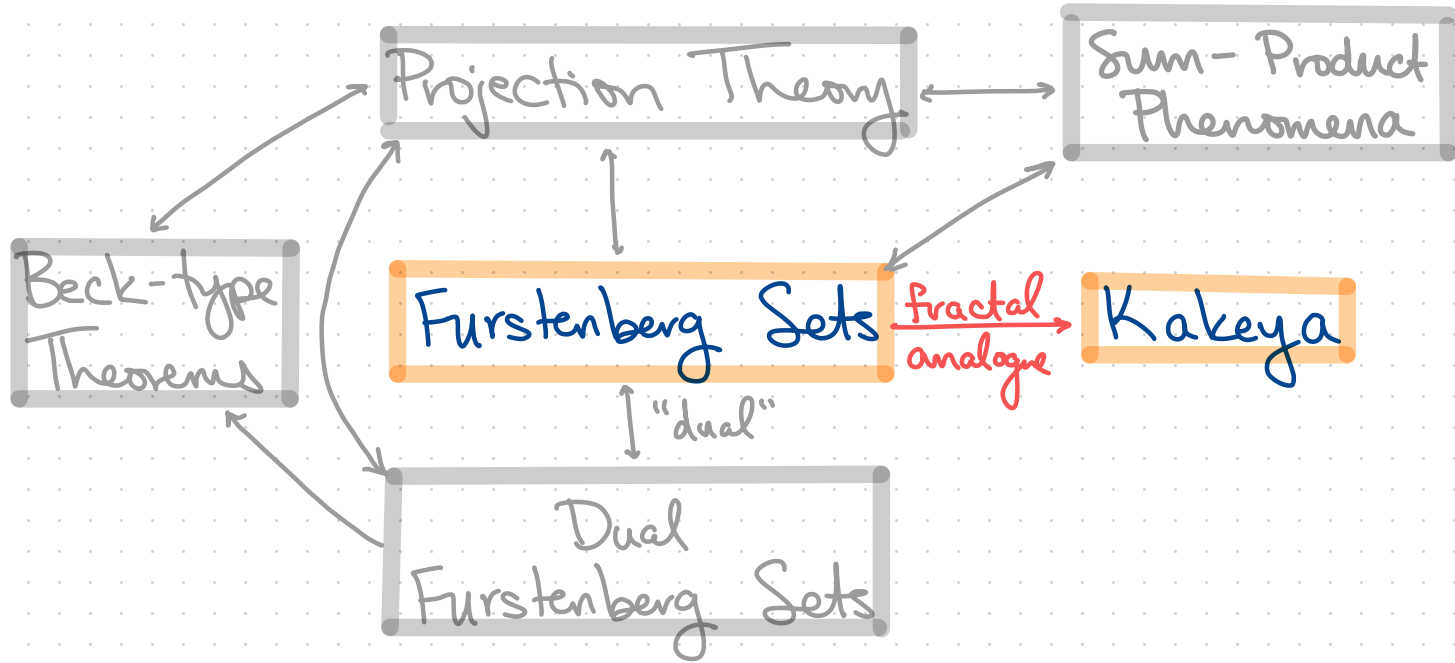 Projection Theory
Sum-Product
Phenomena
Beck-type
Theorems
Furstenberg Sets
fractal
analogue
Kakeya
"dual"
Dual
Furstenberg Sets